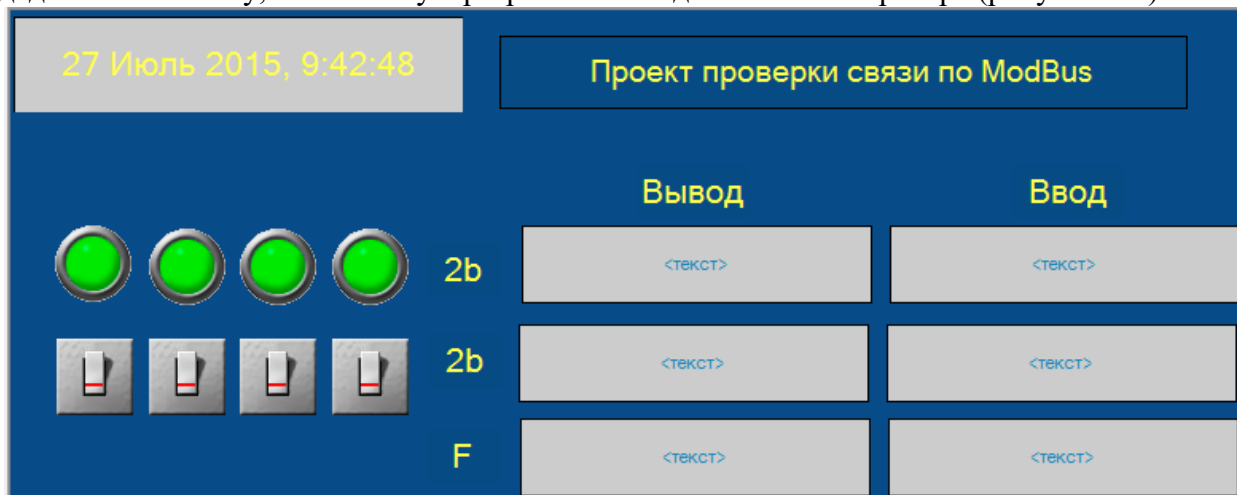 27 Июль 2015, 9:42:48
Проект проверки связи по ModBus
Вывод Ввод
2b <текст> <текст>
2b <текст> <текст>
F <текст> <текст>